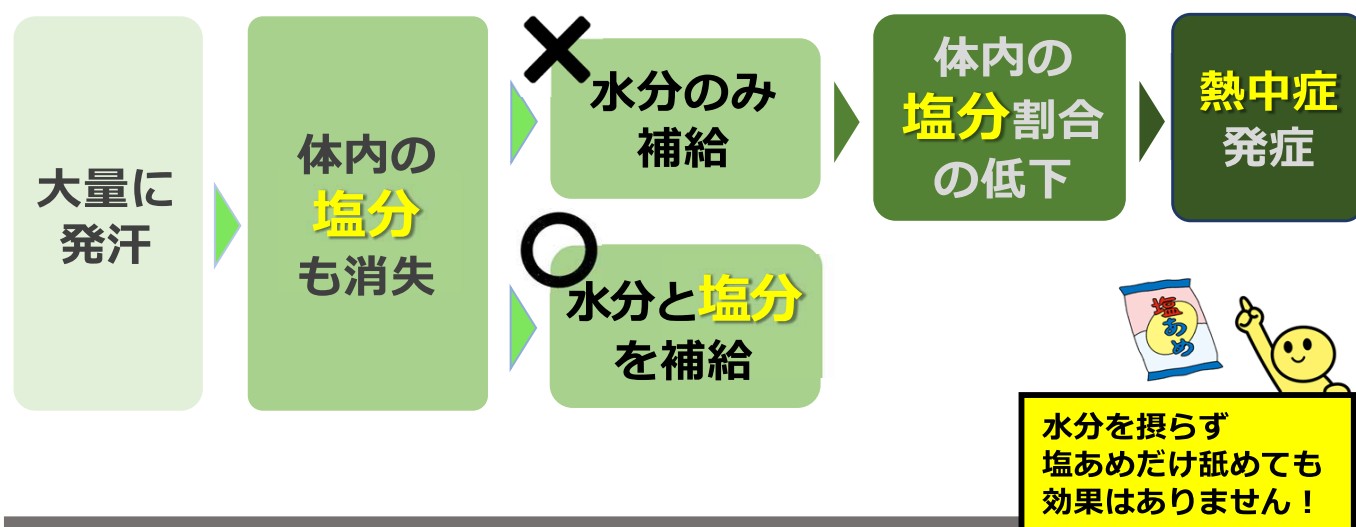 大量に
発汗
体内の
塩分
も消失
水分のみ
補給
体内の
塩分割合
の低下
熱中症
発症
水分と塩分
を補給
塩あめ
水分を摂らず
塩あめだけ舐めても
効果はありません！